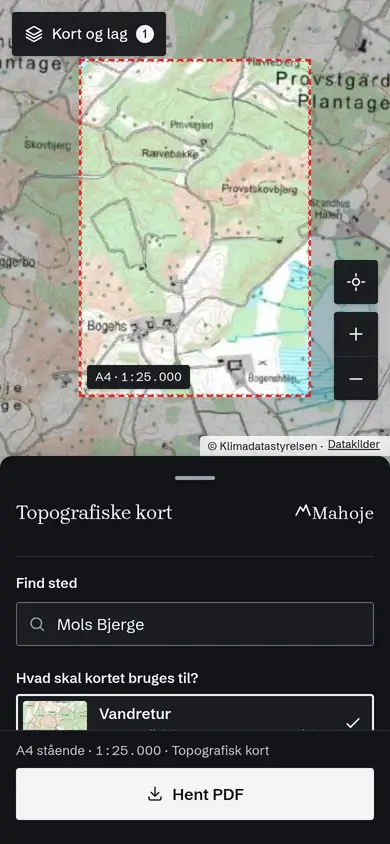 Kort og lag 1
Plantage
Provstgård
Plantage
Provstgård
Skovbjerg
Rævebakke
Provstskovbjerg
Strandhus
Bogens
A4 · 1:25.000
© Klimadatastyrelsen · Datakilder
Topografiske kort
Mahoje
Find sted
Mols Bjerge
Hvad skal kortet bruges til?
Vandretur
A4 stående · 1:25.000 · Topografisk kort
Hent PDF